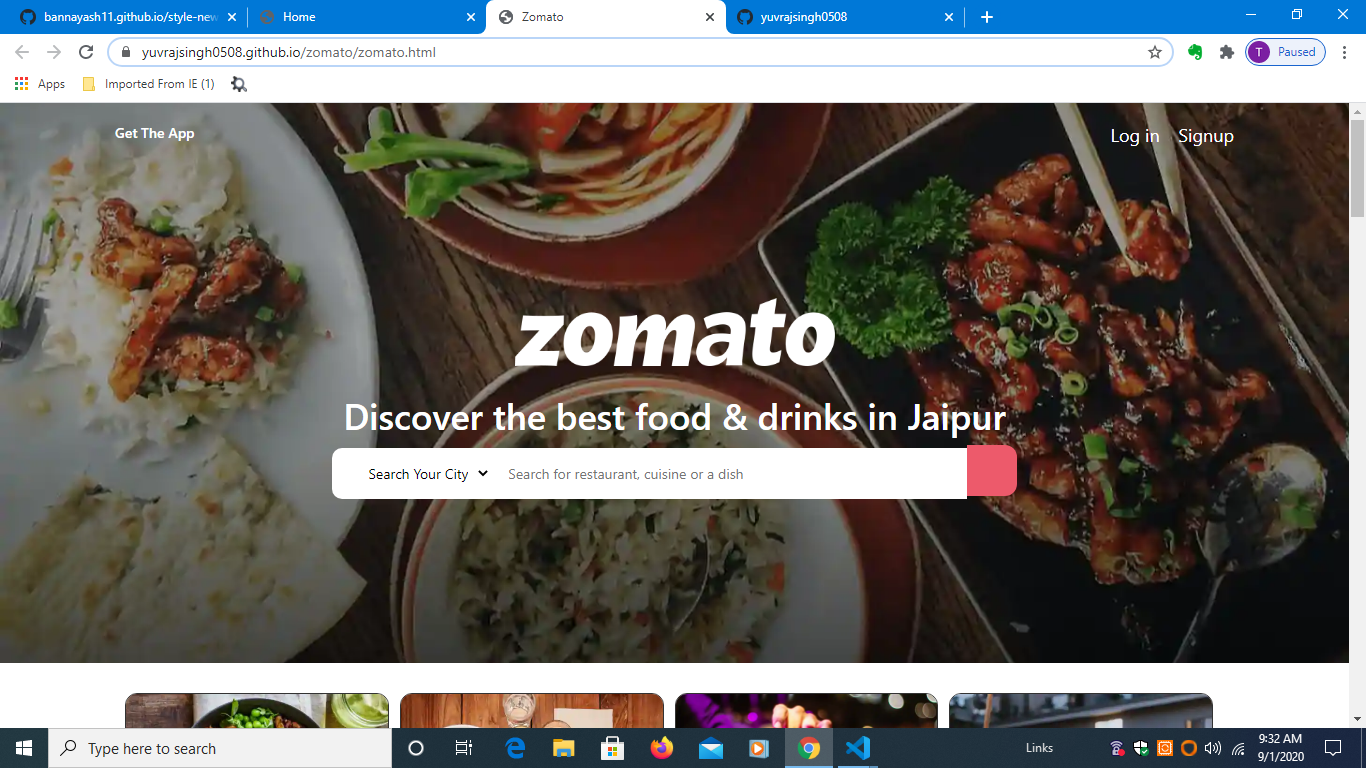 bannayash11.github.io/style-new
Home
Zomato
yuvrajsingh0508
yuvrajsingh0508.github.io/zomato/zomato.html
T Paused
Apps
Imported From IE (1)
Get The App
Log in
Signup
zomato
Discover the best food & drinks in Jaipur
Search Your City
Search for restaurant, cuisine or a dish
Type here to search
Links
9:32 AM
9/1/2020